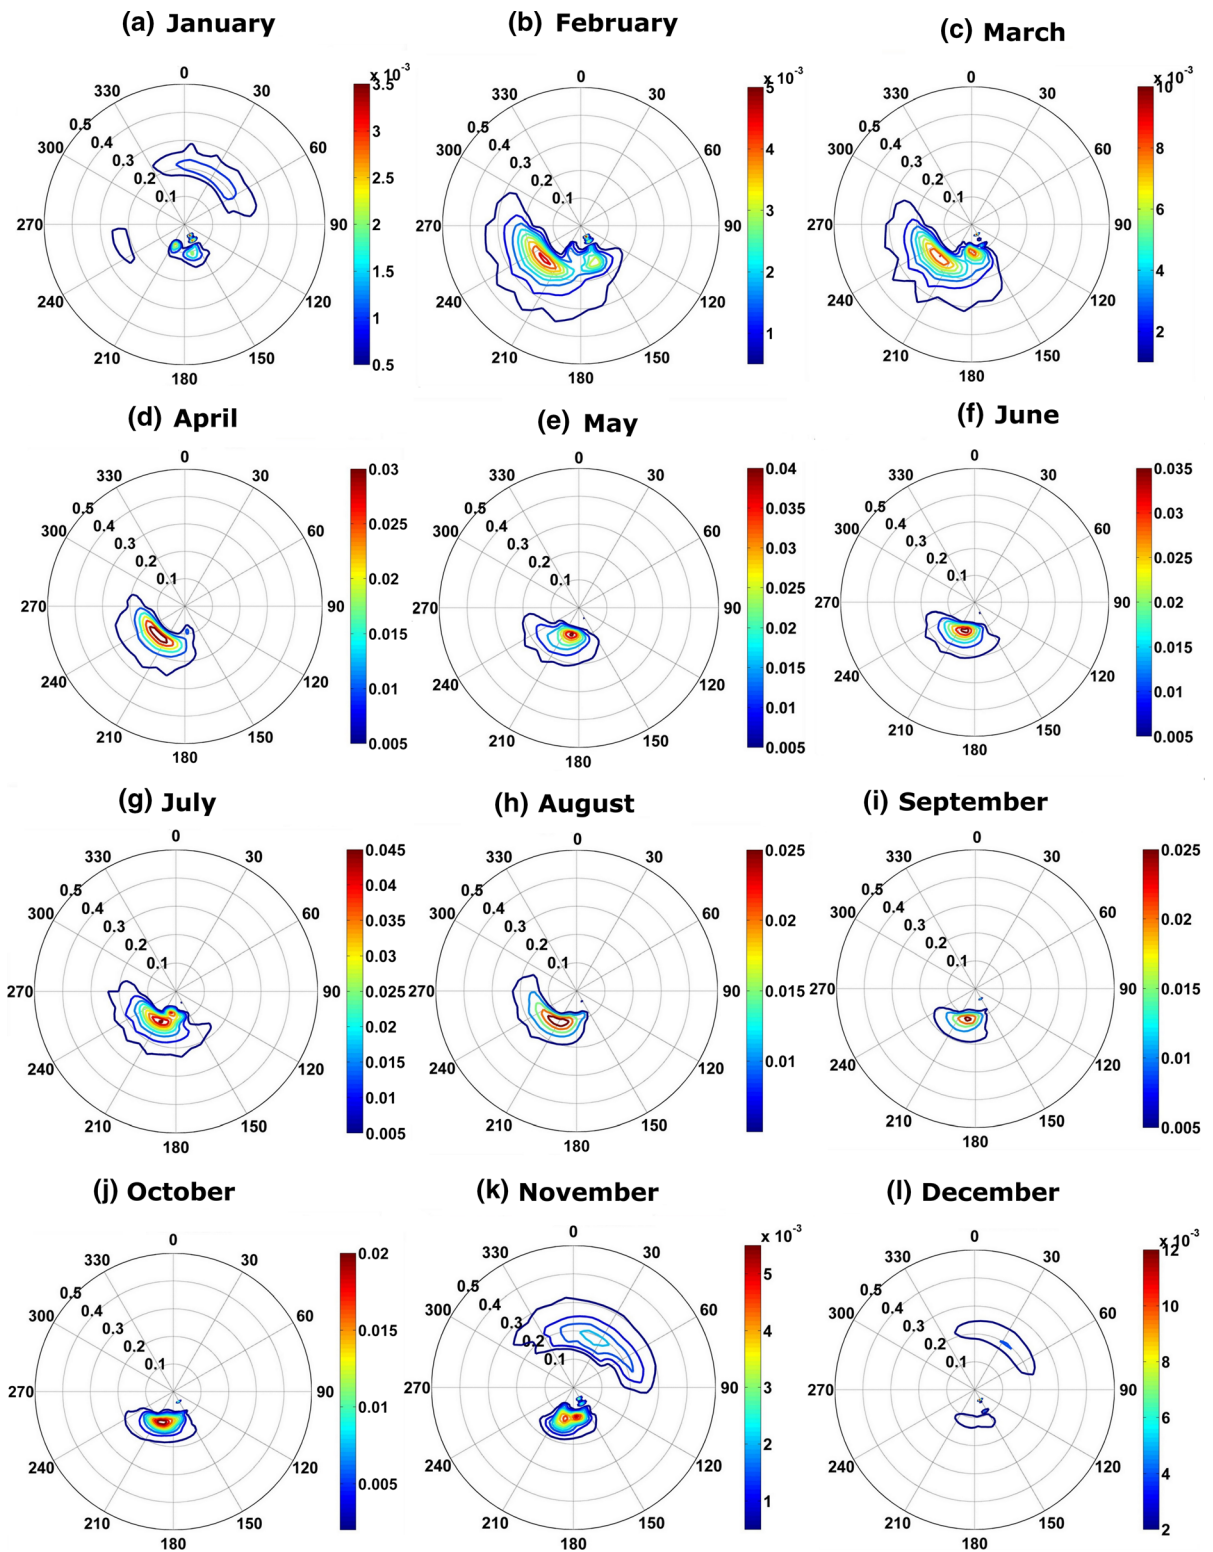 (a) January (b) February (c) March
0 x 10⁻³ 3.5 3 2.5 2 1.5 1 0.5
330 30
0.5 0.4 0.3 0.2 0.1
300 60
270 90
240 120
210 150
180
0 x 10⁻³ 5 4 3 2 1
330 30
0.5 0.4 0.3 0.2 0.1
300 60
270 90
240 120
210 150
180
0 x 10⁻³ 10 8 6 4 2
330 30
0.5 0.4 0.3 0.2 0.1
300 60
270 90
240 120
210 150
180
(d) April (e) May (f) June
0 0.03 0.025 0.02 0.015 0.01 0.005
330 30
0.5 0.4 0.3 0.2 0.1
300 60
270 90
240 120
210 150
180
0 0.04 0.035 0.03 0.025 0.02 0.015 0.01 0.005
330 30
0.5 0.4 0.3 0.2 0.1
300 60
270 90
240 120
210 150
180
0 0.035 0.03 0.025 0.02 0.015 0.01 0.005
330 30
0.5 0.4 0.3 0.2 0.1
300 60
270 90
240 120
210 150
180
(g) July (h) August (i) September
0 0.045 0.04 0.035 0.03 0.025 0.02 0.015 0.01 0.005
330 30
0.5 0.4 0.3 0.2 0.1
300 60
270 90
240 120
210 150
180
0 0.025 0.02 0.015 0.01
330 30
0.5 0.4 0.3 0.2 0.1
300 60
270 90
240 120
210 150
180
0 0.025 0.02 0.015 0.01 0.005
330 30
0.5 0.4 0.3 0.2 0.1
300 60
270 90
240 120
210 150
180
(j) October (k) November (l) December
0 0.02 0.015 0.01 0.005
330 30
0.5 0.4 0.3 0.2 0.1
300 60
270 90
240 120
210 150
180
0 x 10⁻³ 5 4 3 2 1
330 30
0.5 0.4 0.3 0.2 0.1
300 60
270 90
240 120
210 150
180
0 x 10⁻³ 12 10 8 6 4 2
330 30
0.5 0.4 0.3 0.2 0.1
300 60
270 90
240 120
210 150
180